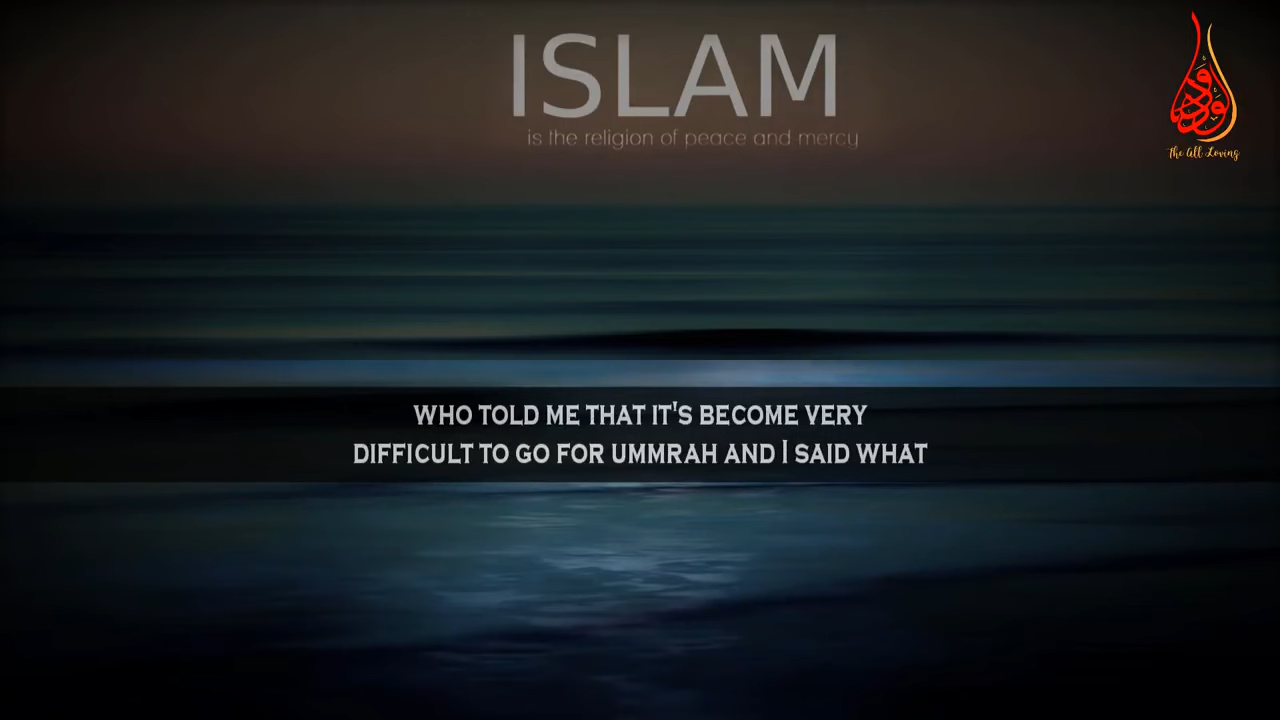 ISLAM
is the religion of peace and mercy
الودود
The All Loving
WHO TOLD ME THAT IT'S BECOME VERY
DIFFICULT TO GO FOR UMMRAH AND I SAID WHAT